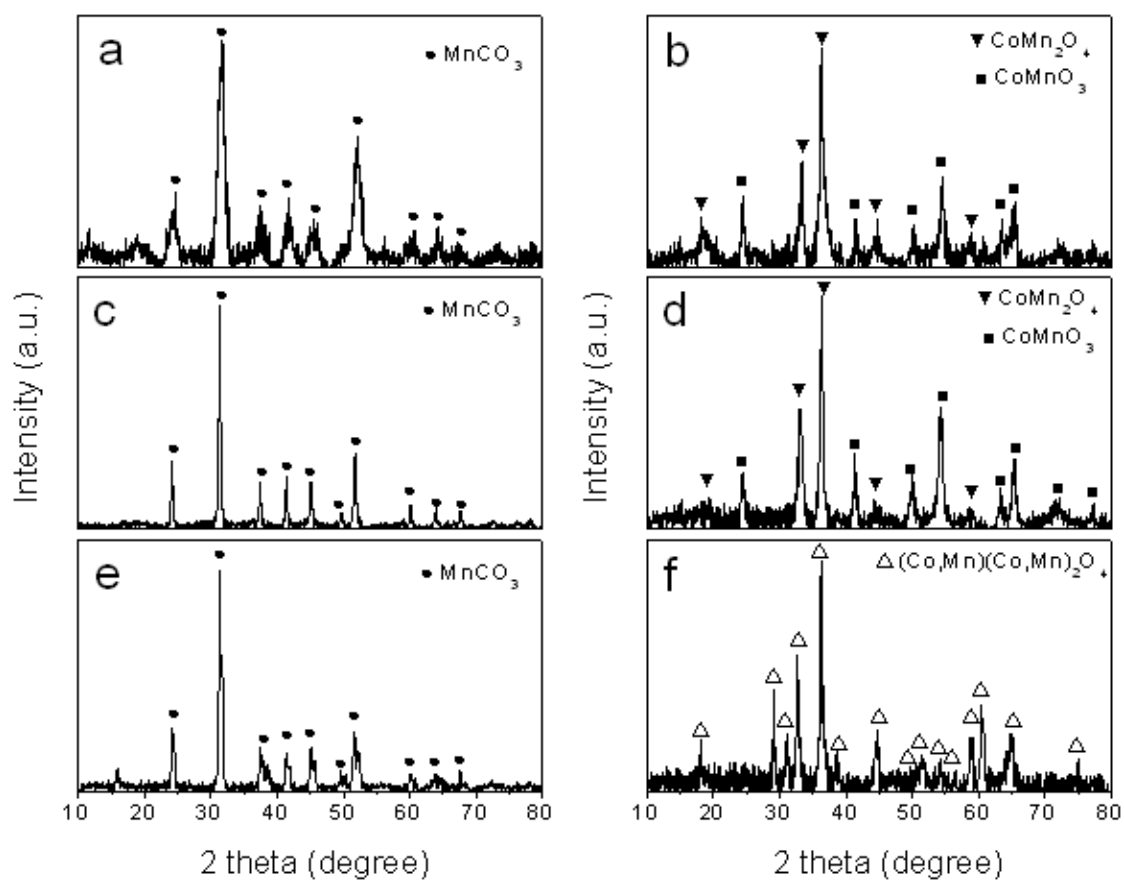 a
● MnCO₃
b
▼ CoMn₂O₄
■ CoMnO₃
c
● MnCO₃
d
▼ CoMn₂O₄
■ CoMnO₃
e
● MnCO₃
f
△ (Co,Mn)(Co,Mn)₂O₄
Intensity (a.u.)
Intensity (a.u.)
10 20 30 40 50 60 70 80
10 20 30 40 50 60 70 80
2 theta (degree)
2 theta (degree)